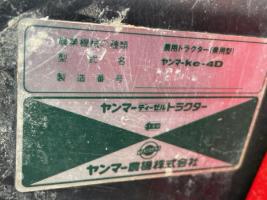 農業機械の種類 農用トラクター(乗用型)
型式名 ヤンマーke-4D
製造番号
ヤンマーディーゼルトラクター
ヤンマー農機株式会社